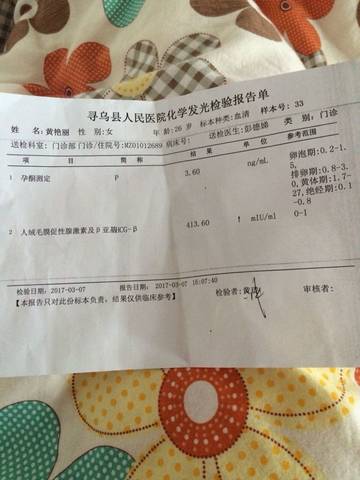 寻乌县人民医院化学发光检验报告单
姓 名:黄艳丽 性 别:女 年 龄:26 岁 标本种类:血清 样本号: 33
送检科室: 门诊部 门诊/住院号:MZ01012689 病床号: 送检医生:彭德娣 类别: 门诊
项 目 简 称 结 果 单 位 参考范围
1 孕酮测定 P 3.60 ng/mL 卵泡期:0.2-1.
5,
排卵期:0.8-3.
0,黄体期:1.7-
27,绝经期:0.1
-0.8
2 人绒毛膜促性腺激素及β亚基HCG-β 413.60 ↑ mIU/ml 0-1
检验日期: 2017-03-07 报告日期: 2017-03-07 16:07:40 检验者:黄 审核者:
【本报告只对此份标本负责, 结果仅供临床参考】